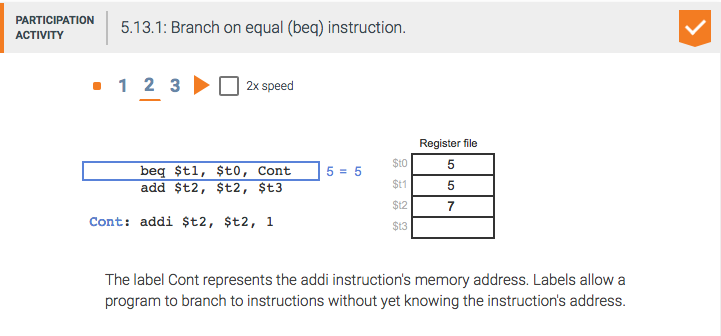 PARTICIPATION
ACTIVITY
5.13.1: Branch on equal (beq) instruction.
1 2 3 2x speed
Register file
beq $t1, $t0, Cont 5 = 5
add $t2, $t2, $t3
Cont: addi $t2, $t2, 1
$t0 5
$t1 5
$t2 7
$t3
The label Cont represents the addi instruction's memory address. Labels allow a
program to branch to instructions without yet knowing the instruction's address.